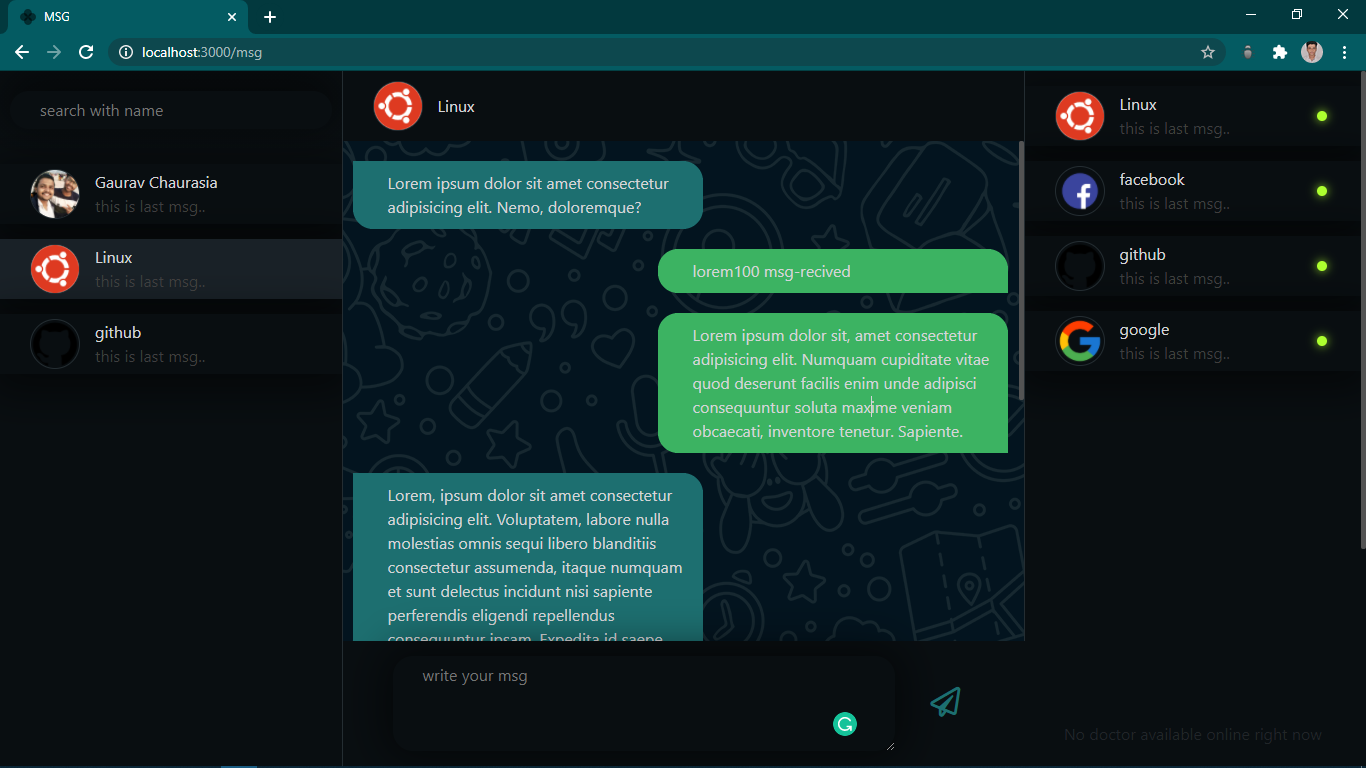 MSG
localhost:3000/msg
search with name
Gaurav Chaurasia
this is last msg..
Linux
this is last msg..
github
this is last msg..
Linux
Lorem ipsum dolor sit amet consectetur
adipisicing elit. Nemo, doloremque?
lorem100 msg-recived
Lorem ipsum dolor sit, amet consectetur
adipisicing elit. Numquam cupiditate vitae
quod deserunt facilis enim unde adipisci
consequuntur soluta maxime veniam
obcaecati, inventore tenetur. Sapiente.
Lorem, ipsum dolor sit amet consectetur
adipisicing elit. Voluptatem, labore nulla
molestias omnis sequi libero blanditiis
consectetur assumenda, itaque numquam
et sunt delectus incidunt nisi sapiente
perferendis eligendi repellendus
consequuntur ipsam. Expedita id saepe
write your msg
Linux
this is last msg..
facebook
this is last msg..
github
this is last msg..
google
this is last msg..
No doctor available online right now